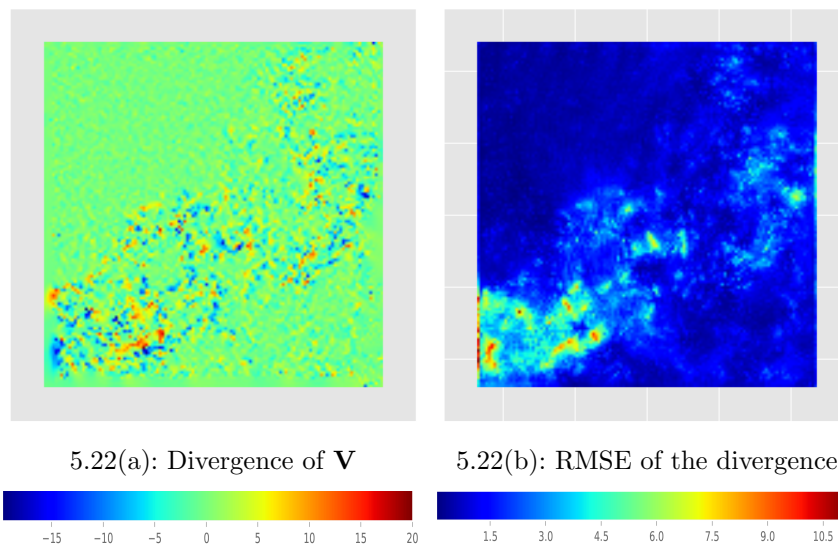 5.22(a): Divergence of V
5.22(b): RMSE of the divergence
−15 −10 −5 0 5 10 15 20
1.5 3.0 4.5 6.0 7.5 9.0 10.5